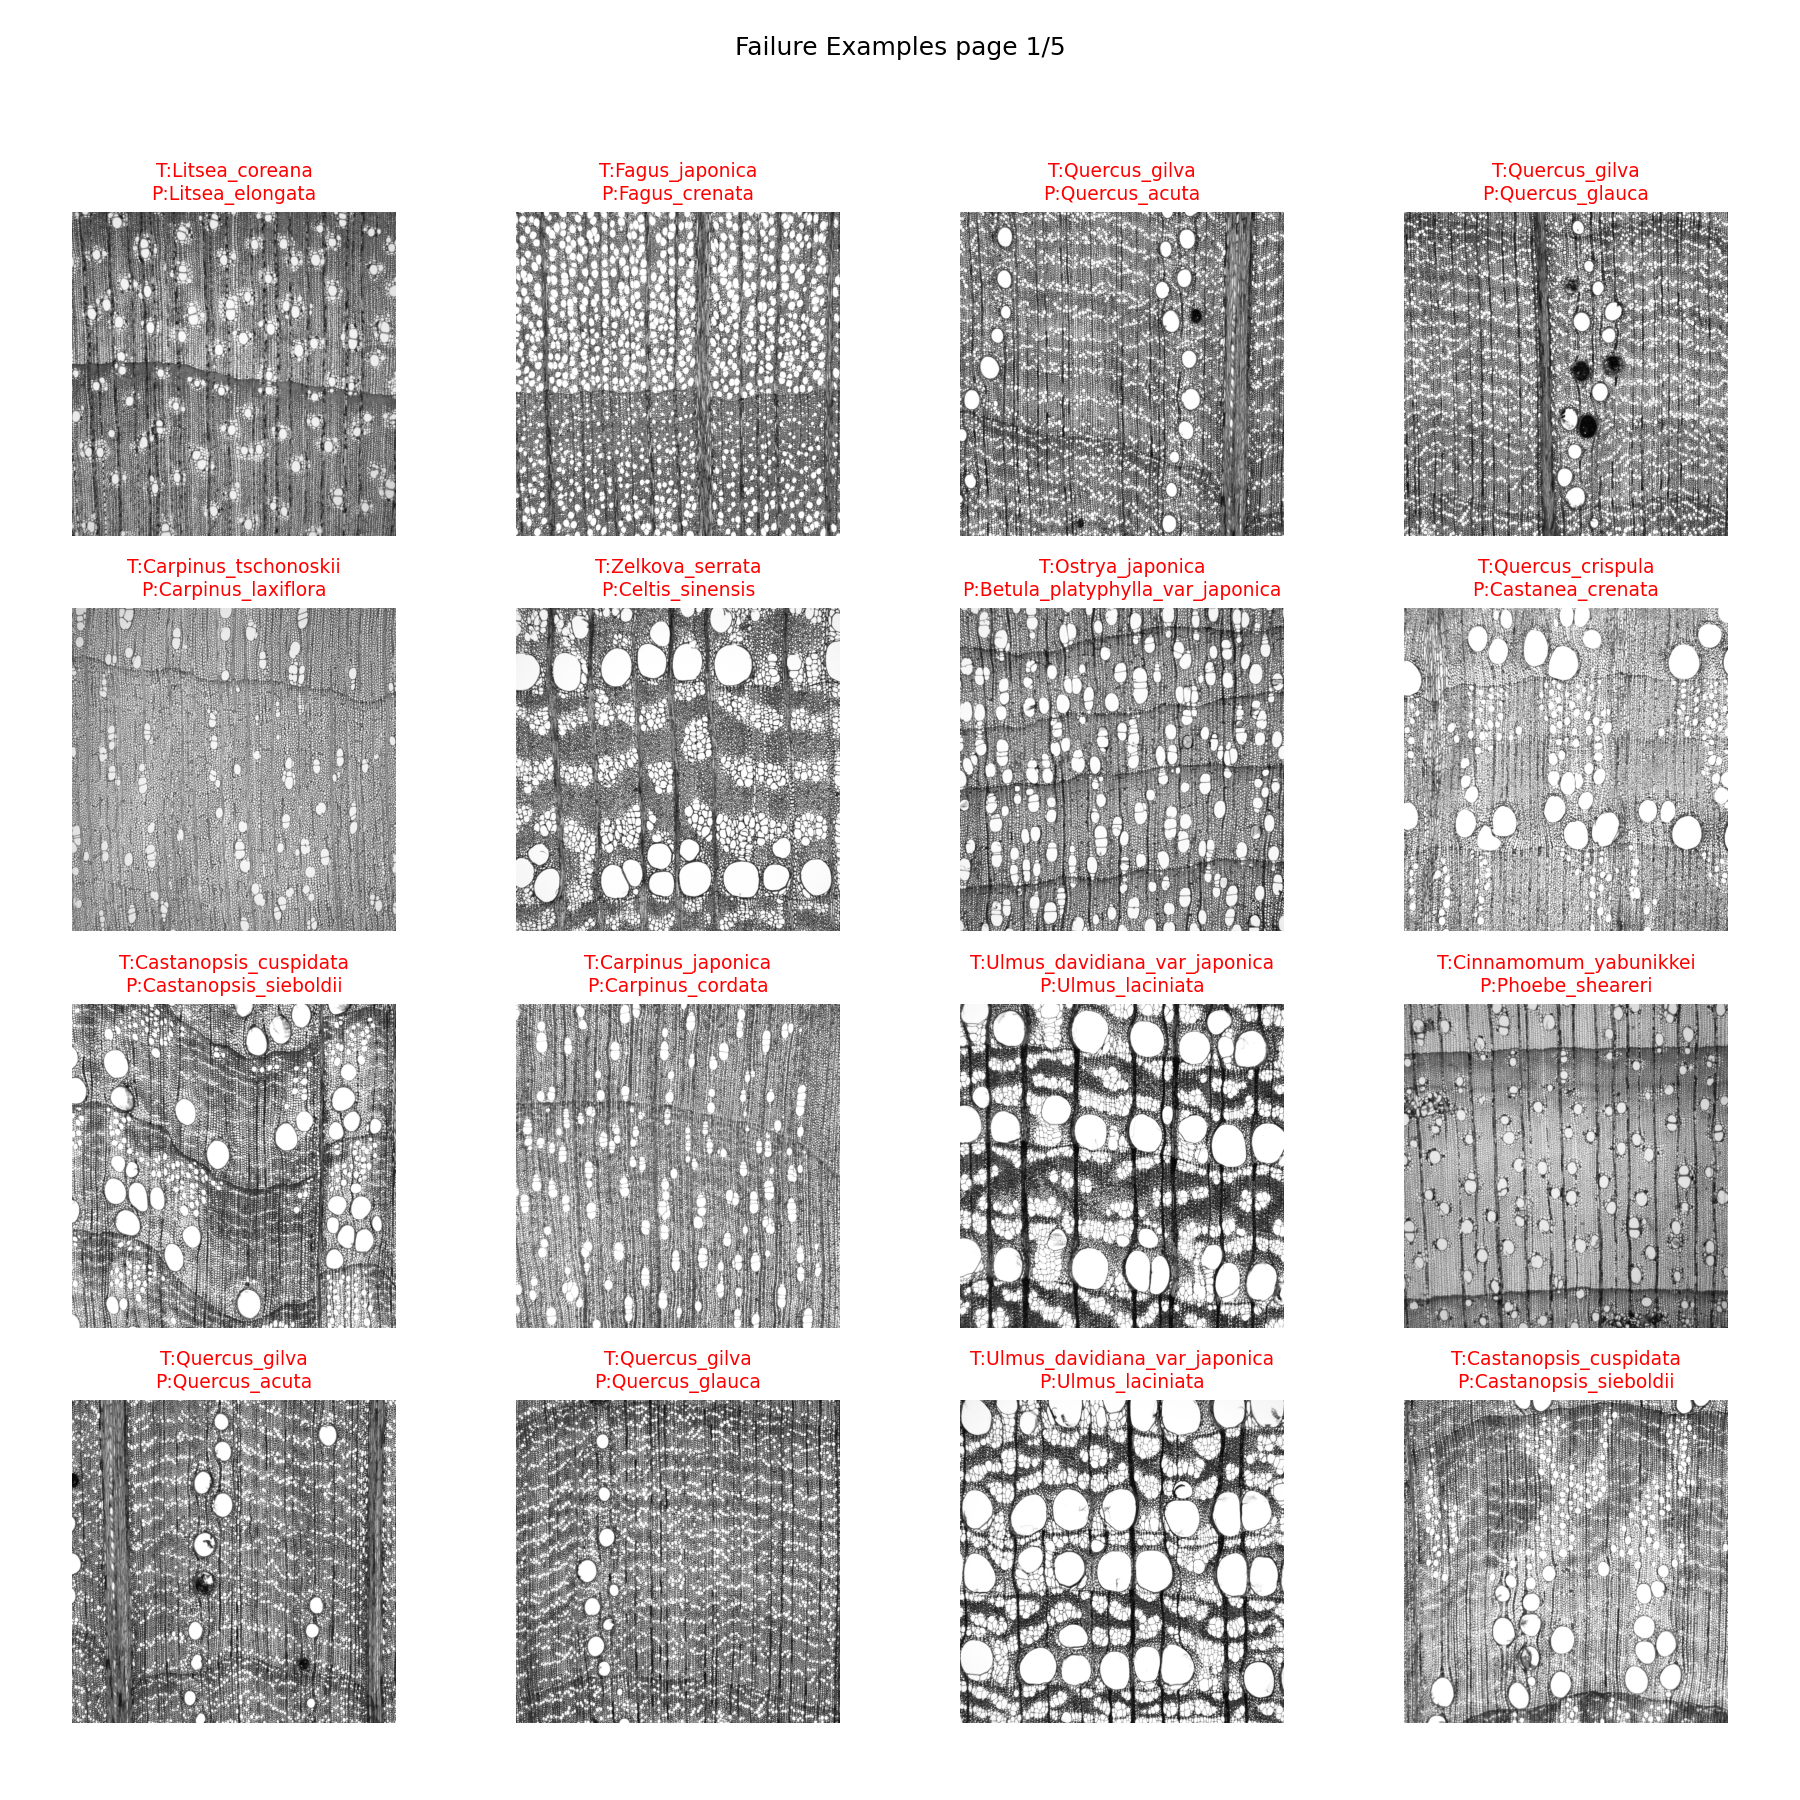 Failure Examples page 1/5
T:Litsea_coreana
P:Litsea_elongata
T:Fagus_japonica
P:Fagus_crenata
T:Quercus_gilva
P:Quercus_acuta
T:Quercus_gilva
P:Quercus_glauca
T:Carpinus_tschonoskii
P:Carpinus_laxiflora
T:Zelkova_serrata
P:Celtis_sinensis
T:Ostrya_japonica
P:Betula_platyphylla_var_japonica
T:Quercus_crispula
P:Castanea_crenata
T:Castanopsis_cuspidata
P:Castanopsis_sieboldii
T:Carpinus_japonica
P:Carpinus_cordata
T:Ulmus_davidiana_var_japonica
P:Ulmus_laciniata
T:Cinnamomum_yabunikkei
P:Phoebe_sheareri
T:Quercus_gilva
P:Quercus_acuta
T:Quercus_gilva
P:Quercus_glauca
T:Ulmus_davidiana_var_japonica
P:Ulmus_laciniata
T:Castanopsis_cuspidata
P:Castanopsis_sieboldii